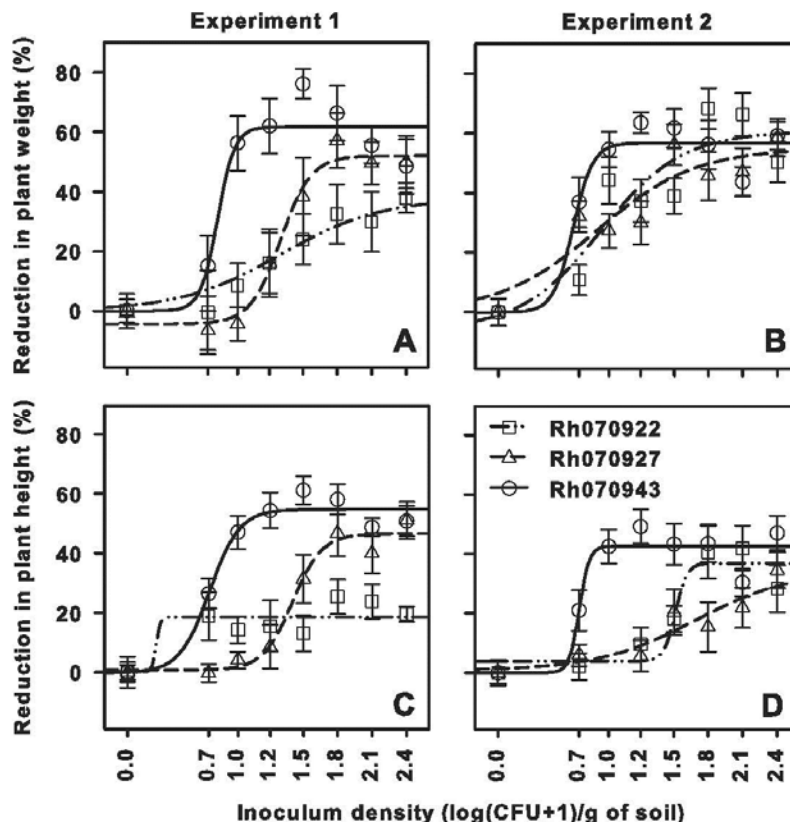 Experiment 1
Experiment 2
Reduction in plant weight (%)
80
60
40
20
0
A
B
Reduction in plant height (%)
80
60
40
20
0
C
Rh070922
Rh070927
Rh070943
D
0.0
0.7
1.0
1.2
1.5
1.8
2.1
2.4
0.0
0.7
1.0
1.2
1.5
1.8
2.1
2.4
Inoculum density (log(CFU+1)/g of soil)